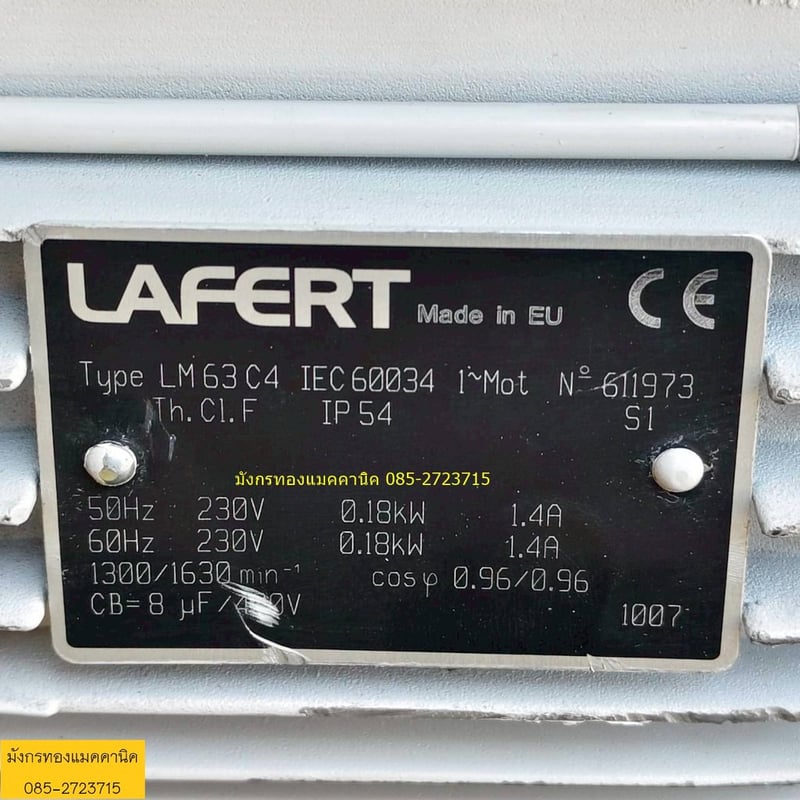 LAFERT Made in EU CE
Type LM 63 C4 IEC 60034 1~Mot Nº 611973
Th. Cl. F IP 54 S1
มังกรทองแมคคานิค 085-2723715
50Hz 230V 0.18kW 1.4A
60Hz 230V 0.18kW 1.4A
1300/1630 min⁻¹ cosφ 0.96/0.96
CB= 8 µF/
1007
มังกรทองแมคคานิค
085-2723715